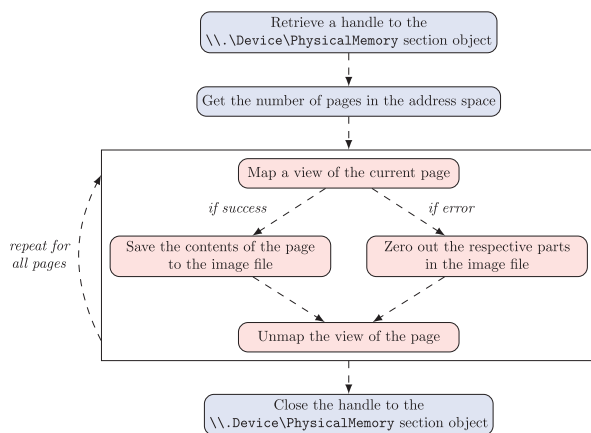 Retrieve a handle to the
\\.\Device\PhysicalMemory section object
Get the number of pages in the address space
Map a view of the current page
if success
if error
repeat for
all pages
Save the contents of the page
to the image file
Zero out the respective parts
in the image file
Unmap the view of the page
Close the handle to the
\\.Device\PhysicalMemory section object